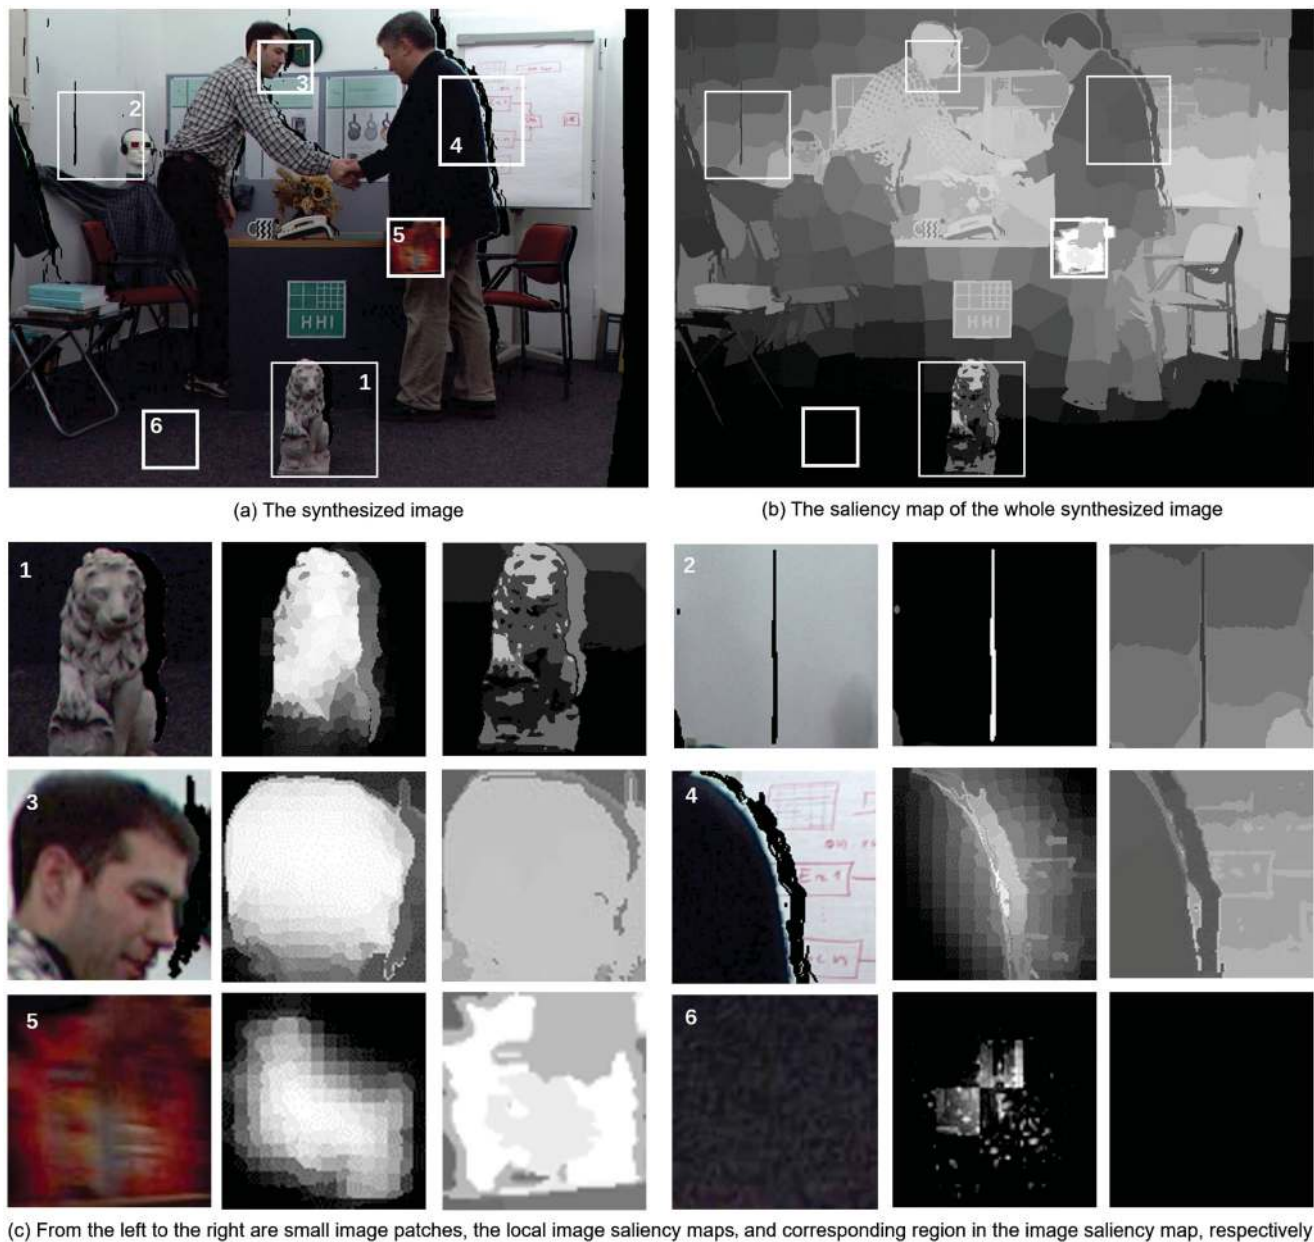 2
3
4
En1
5
HHI
1
6
HHI
(a) The synthesized image
(b) The saliency map of the whole synthesized image
1
2
3
4
En1
5
6
(c) From the left to the right are small image patches, the local image saliency maps, and corresponding region in the image saliency map, respectively